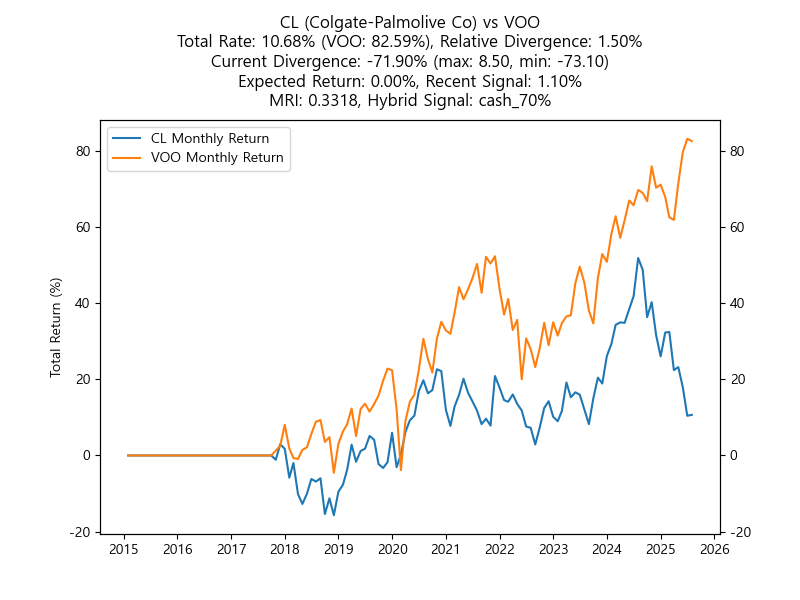 CL (Colgate-Palmolive Co) vs VOO
Total Rate: 10.68% (VOO: 82.59%), Relative Divergence: 1.50%
Current Divergence: -71.90% (max: 8.50, min: -73.10)
Expected Return: 0.00%, Recent Signal: 1.10%
MRI: 0.3318, Hybrid Signal: cash_70%
CL Monthly Return
VOO Monthly Return
Total Return (%)
80
60
40
20
0
-20
80
60
40
20
0
-20
2015 2016 2017 2018 2019 2020 2021 2022 2023 2024 2025 2026